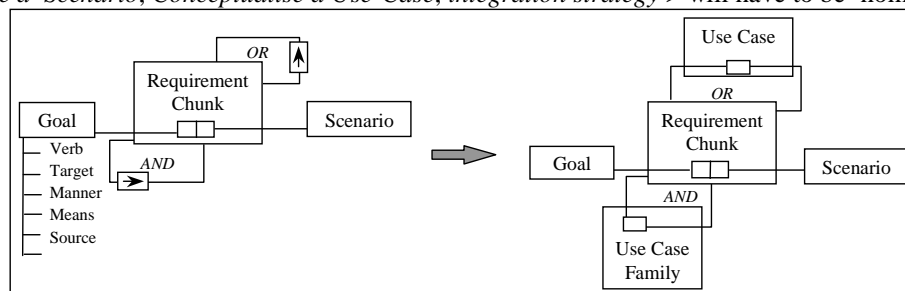 e a Scenario, Conceptualise a Use Case, integration strategy > will have to be
OR
Requirement
Chunk
Goal
Scenario
Verb
Target
AND
Manner
Means
Source
Use Case
OR
Requirement
Chunk
Goal
Scenario
AND
Use Case
Family